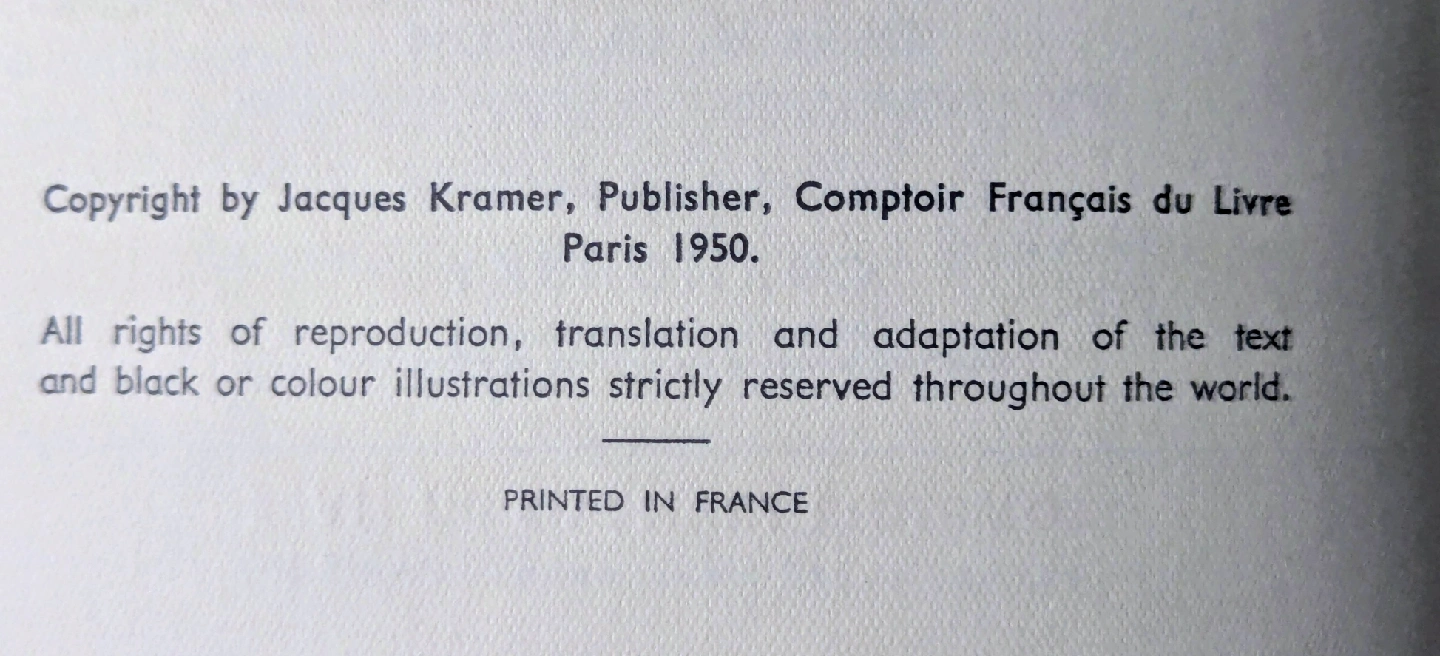 Copyright by Jacques Kramer, Publisher, Comptoir Français du Livre
Paris 1950.
All rights of reproduction, translation and adaptation of the text
and black or colour illustrations strictly reserved throughout the world.
PRINTED IN FRANCE